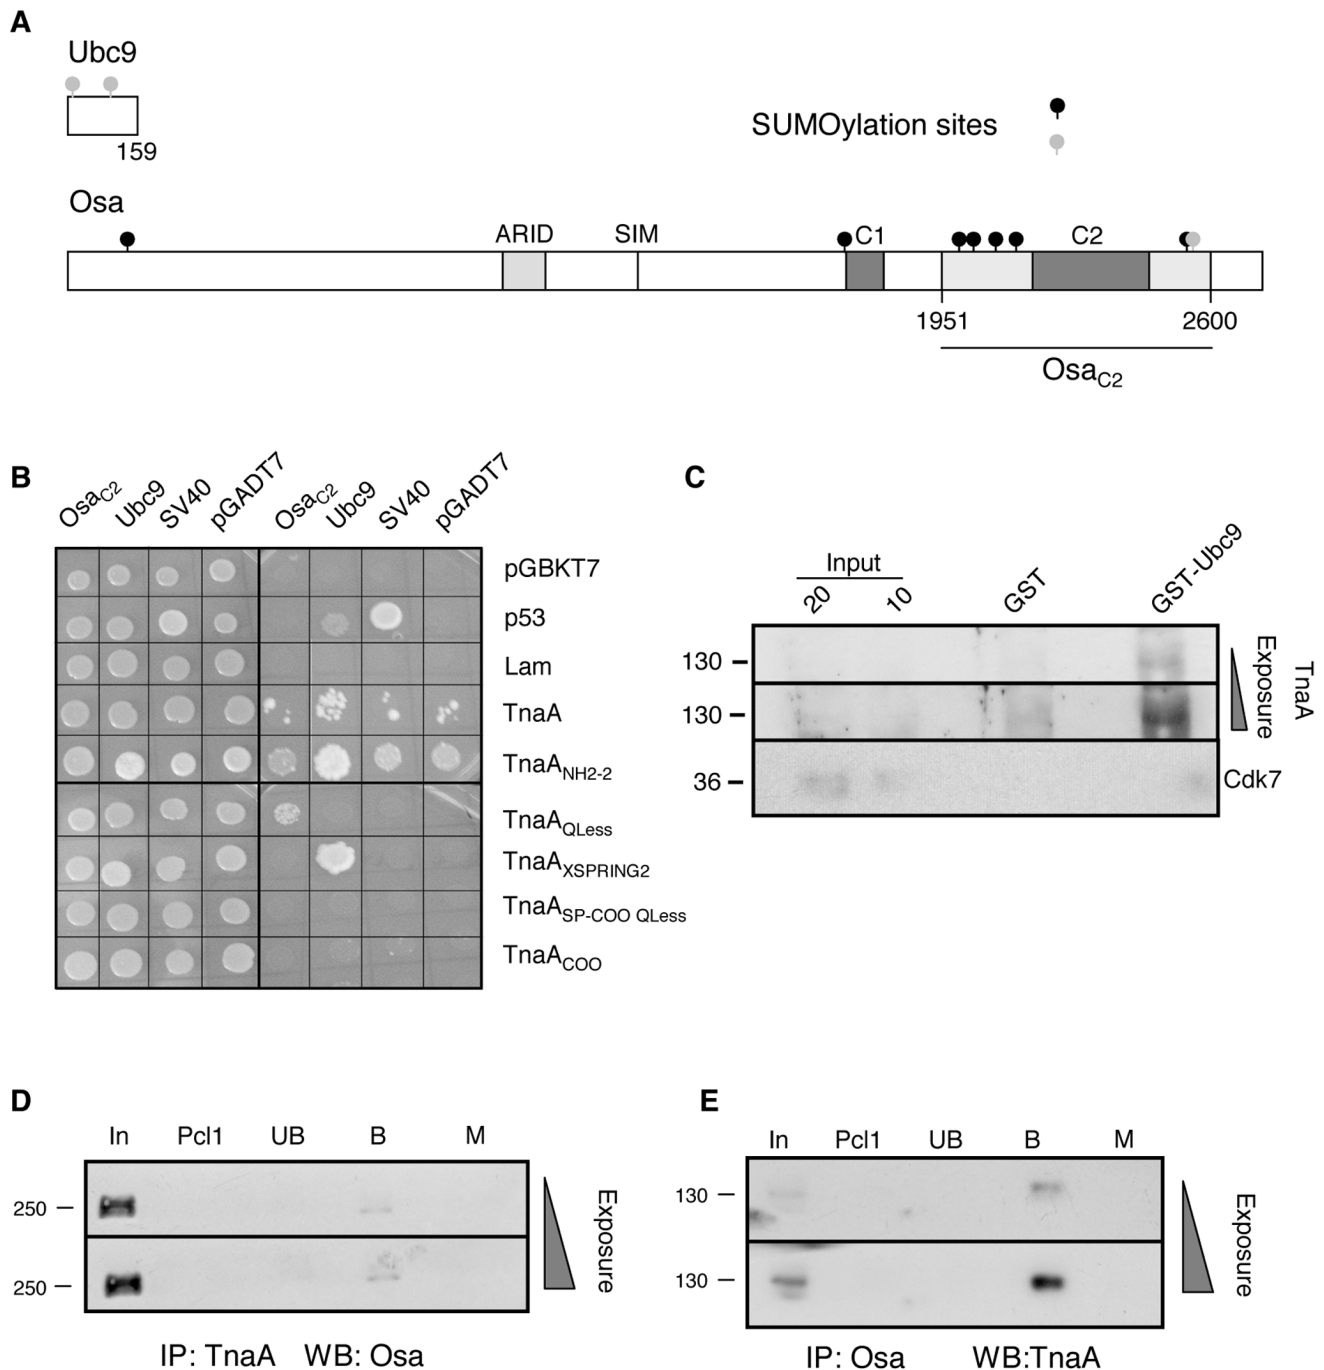 A
Ubc9
159
SUMOylation sites
Osa
ARID SIM C1 C2
1951 2600
OsaC2
B
OsaC2 Ubc9 SV40 pGADT7 OsaC2 Ubc9 SV40 pGADT7
pGBKT7
p53
Lam
TnaA
TnaANH2-2
TnaAQLess
TnaAXSPRING2
TnaASP-COO QLess
TnaACOO
C
Input
20 10 GST GST-Ubc9
130
130
36
Cdk7
Exposure
TnaA
D
In Pcl1 UB B M
250
250
Exposure
IP: TnaA WB: Osa
E
In Pcl1 UB B M
130
130
Exposure
IP: Osa WB:TnaA